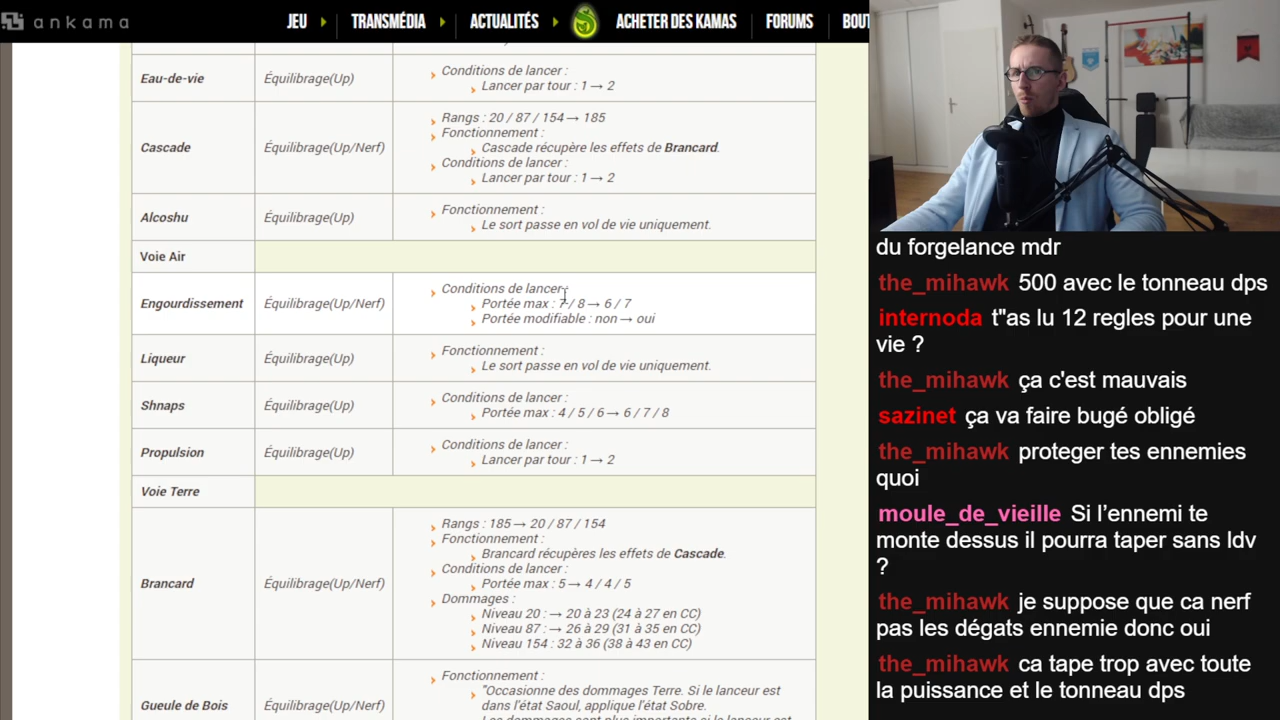 ankama
JEU
TRANSMÉDIA
ACTUALITÉS
ACHETER DES KAMAS
FORUMS
BOUT
Eau-de-vie
Équilibrage(Up)
Conditions de lancer :
Lancer par tour : 1 → 2
Cascade
Équilibrage(Up/Nerf)
Rangs : 20 / 87 / 154 → 185
Fonctionnement :
Cascade récupère les effets de Brancard.
Conditions de lancer :
Lancer par tour : 1 → 2
Alcoshu
Équilibrage(Up)
Fonctionnement :
Le sort passe en vol de vie uniquement.
Voie Air
Engourdissement
Équilibrage(Up/Nerf)
Conditions de lancer :
Portée max : 7 / 8 → 6 / 7
Portée modifiable : non → oui
Liqueur
Équilibrage(Up)
Fonctionnement :
Le sort passe en vol de vie uniquement.
Shnaps
Équilibrage(Up)
Conditions de lancer :
Portée max : 4 / 5 / 6 → 6 / 7 / 8
Propulsion
Équilibrage(Up)
Conditions de lancer :
Lancer par tour : 1 → 2
Voie Terre
Brancard
Équilibrage(Up/Nerf)
Rangs : 185 → 20 / 87 / 154
Fonctionnement :
Brancard récupères les effets de Cascade.
Conditions de lancer :
Portée max : 5 → 4 / 4 / 5
Dommages :
Niveau 20 : → 20 à 23 (24 à 27 en CC)
Niveau 87 : → 26 à 29 (31 à 35 en CC)
Niveau 154 : 32 à 36 (38 à 43 en CC)
Gueule de Bois
Équilibrage(Up/Nerf)
Fonctionnement :
"Occasionne des dommages Terre. Si le lanceur est
dans l'état Saoul, applique l'état Sobre.
du forgelance mdr
the_mihawk 500 avec le tonneau dps
internoda t"as lu 12 regles pour une
vie ?
the_mihawk ça c'est mauvais
sazinet ça va faire bugé obligé
the_mihawk proteger tes ennemies
quoi
moule_de_vieille Si l'ennemi te
monte dessus il pourra taper sans ldv
?
the_mihawk je suppose que ca nerf
pas les dégats ennemie donc oui
the_mihawk ca tape trop avec toute
la puissance et le tonneau dps